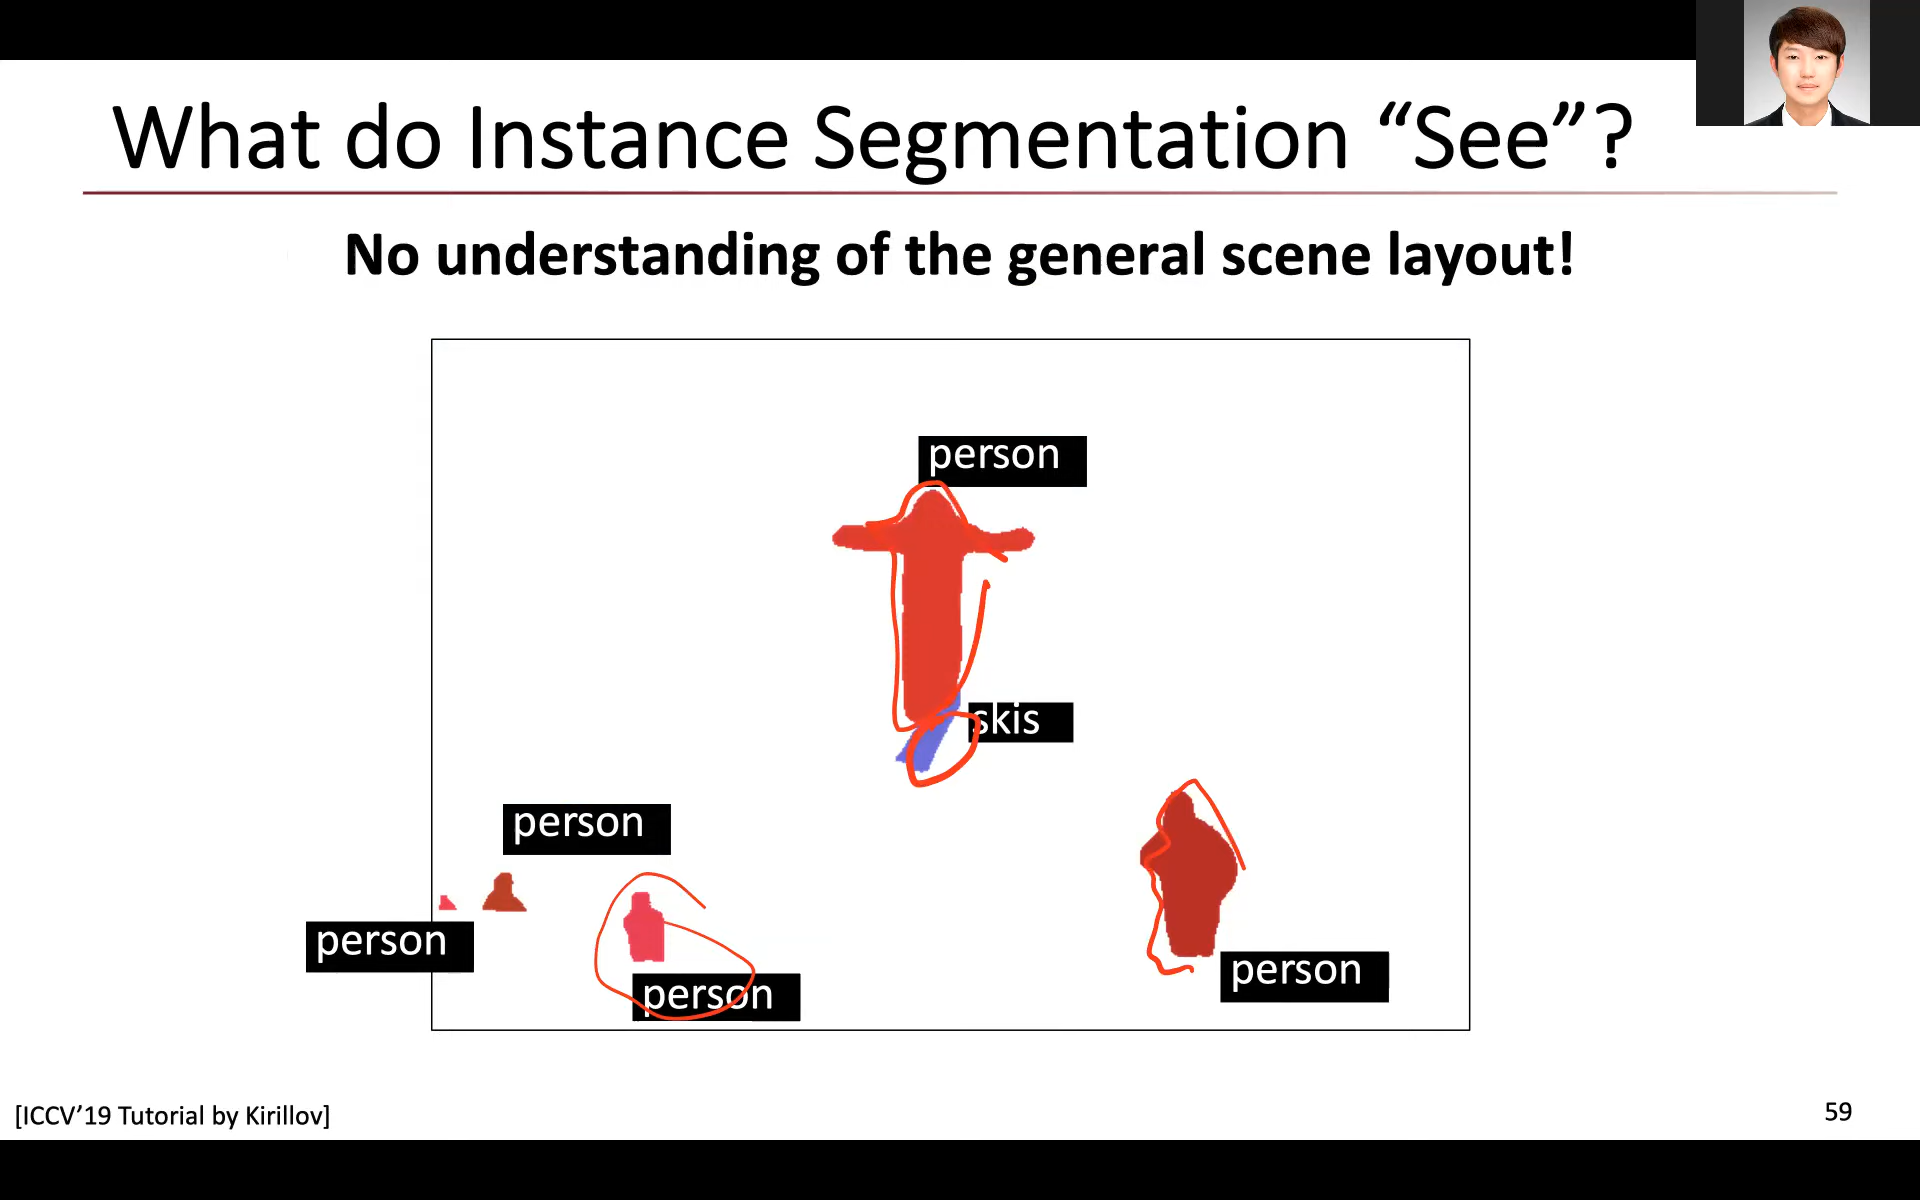 What do Instance Segmentation “See”?
No understanding of the general scene layout!
person
skis
person
person
person
person
[ICCV’19 Tutorial by Kirillov]
59